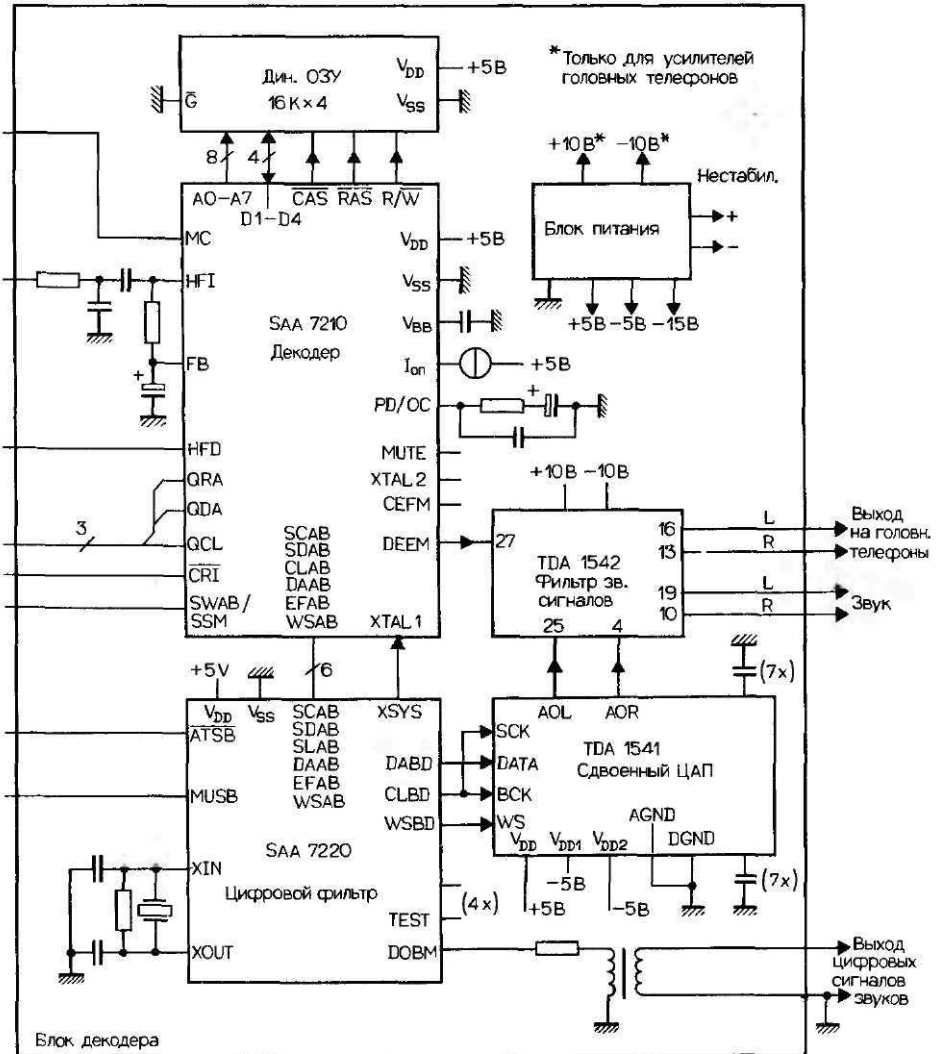 Дин. ОЗУ
16K×4
G
VDD
+5В
VSS
*Только для усилителей
головных телефонов
8
4
A0-A7
D1-D4
CAS
RAS
R/W
MC
HFI
FB
HFD
QRA
QDA
QCL
3
CRI
SWAB/
SSM
SAA 7210
Декодер
VDD
+5В
VSS
VBB
Iоп
+5В
+
PD/OC
+
MUTE
XTAL2
CEFM
DEEM
XTAL1
SCAB
SDAB
CLAB
DAAB
EFAB
WSAB
6
+10В* -10В*
Нестабил.
Блок питания
+
-
+5В -5В -15В
+10В -10В
27
TDA 1542
Фильтр зв.
сигналов
16
13
19
10
25
4
L
R
L
R
Выход
на головн.
телефоны
Звук
(7x)
+5V
VDD
VSS
ATSB
MUSB
XIN
XOUT
SCAB
SDAB
SLAB
DAAB
EFAB
WSAB
XSYS
DABD
CLBD
WSBD
SAA 7220
Цифровой фильтр
(4x)
TEST
DOBM
AOL
AOR
SCK
DATA
BCK
WS
TDA 1541
Сдвоенный ЦАП
AGND
DGND
VDD
VDD1
VDD2
+5В
-5В
-5В
(7x)
Выход
цифровых
сигналов
звуков
Блок декодера